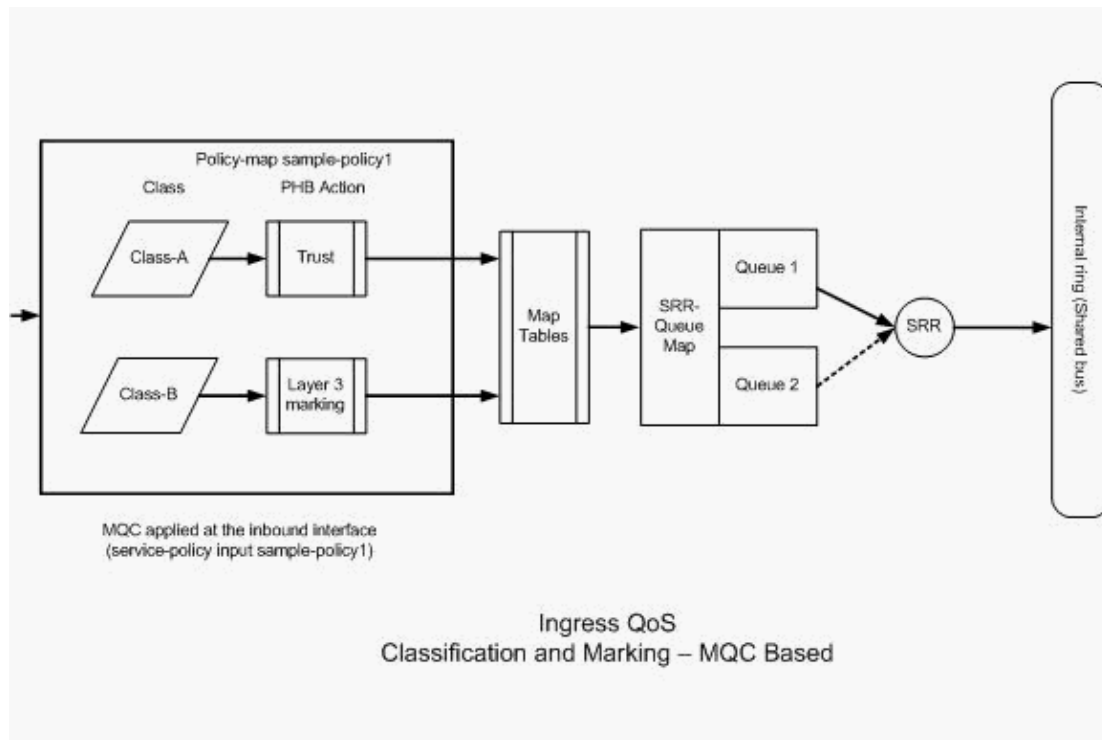 Policy-map sample-policy1
Class
PHB Action
Class-A
Trust
Class-B
Layer 3
marking
MQC applied at the inbound interface
(service-policy input sample-policy1)
Map
Tables
SRR-
Queue
Map
Queue 1
Queue 2
SRR
Internal ring (Shared bus)
Ingress QoS
Classification and Marking – MQC Based